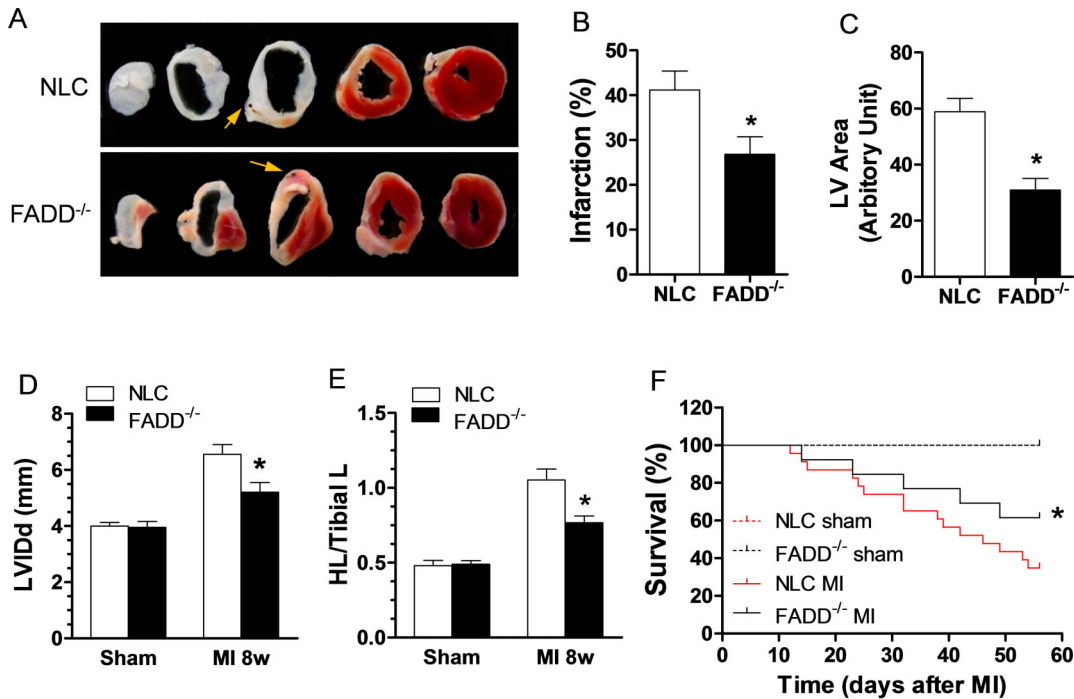 A
NLC
FADD-/-
B
Infarction (%)
50
40
30
20
10
0
*
NLC
FADD-/-
C
LV Area
(Arbitory Unit)
80
60
40
20
0
*
NLC
FADD-/-
D
NLC
FADD-/-
LVIDd (mm)
8
6
4
2
0
*
Sham
MI 8w
E
NLC
FADD-/-
HL/Tibial L
1.5
1.0
0.5
0.0
*
Sham
MI 8w
F
Survival (%)
120
100
80
60
40
20
0
*
NLC sham
FADD-/- sham
NLC MI
FADD-/- MI
0 10 20 30 40 50 60
Time (days after MI)